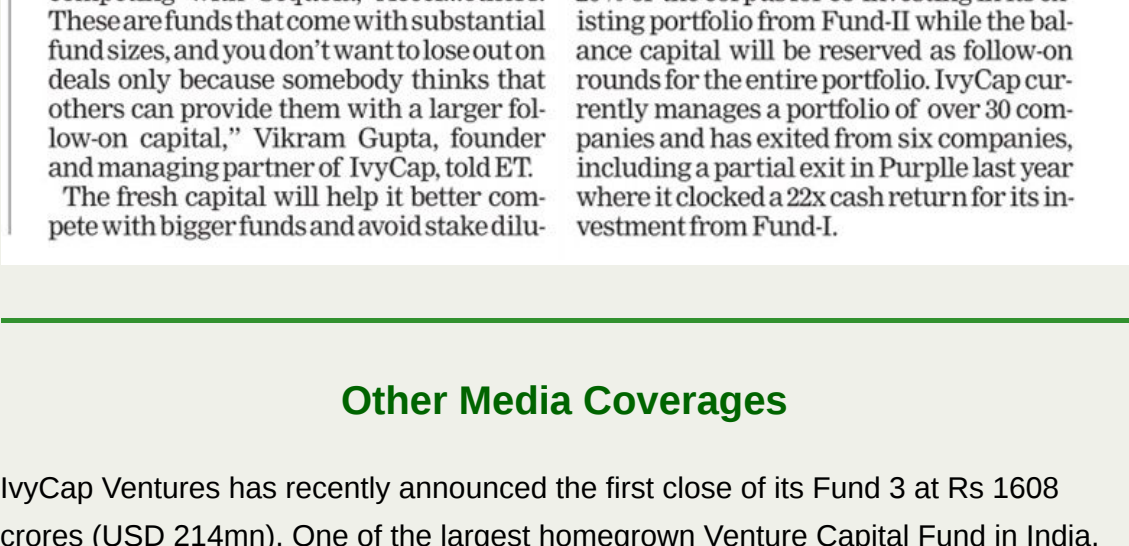 These are funds that come with substantial
fund sizes, and you don't want to lose out on
deals only because somebody thinks that
others can provide them with a larger fol-
low-on capital,” Vikram Gupta, founder
and managing partner of IvyCap, told ET.
The fresh capital will help it better com-
pete with bigger funds and avoid stake dilu-
isting portfolio from Fund-II while the bal-
ance capital will be reserved as follow-on
rounds for the entire portfolio. IvyCap cur-
rently manages a portfolio of over 30 com-
panies and has exited from six companies,
including a partial exit in Purplle last year
where it clocked a 22x cash return for its in-
vestment from Fund-I.
Other Media Coverages
IvyCap Ventures has recently announced the first close of its Fund 3 at Rs 1608
crores (USD 214mn). One of the largest homegrown Venture Capital Fund in India.